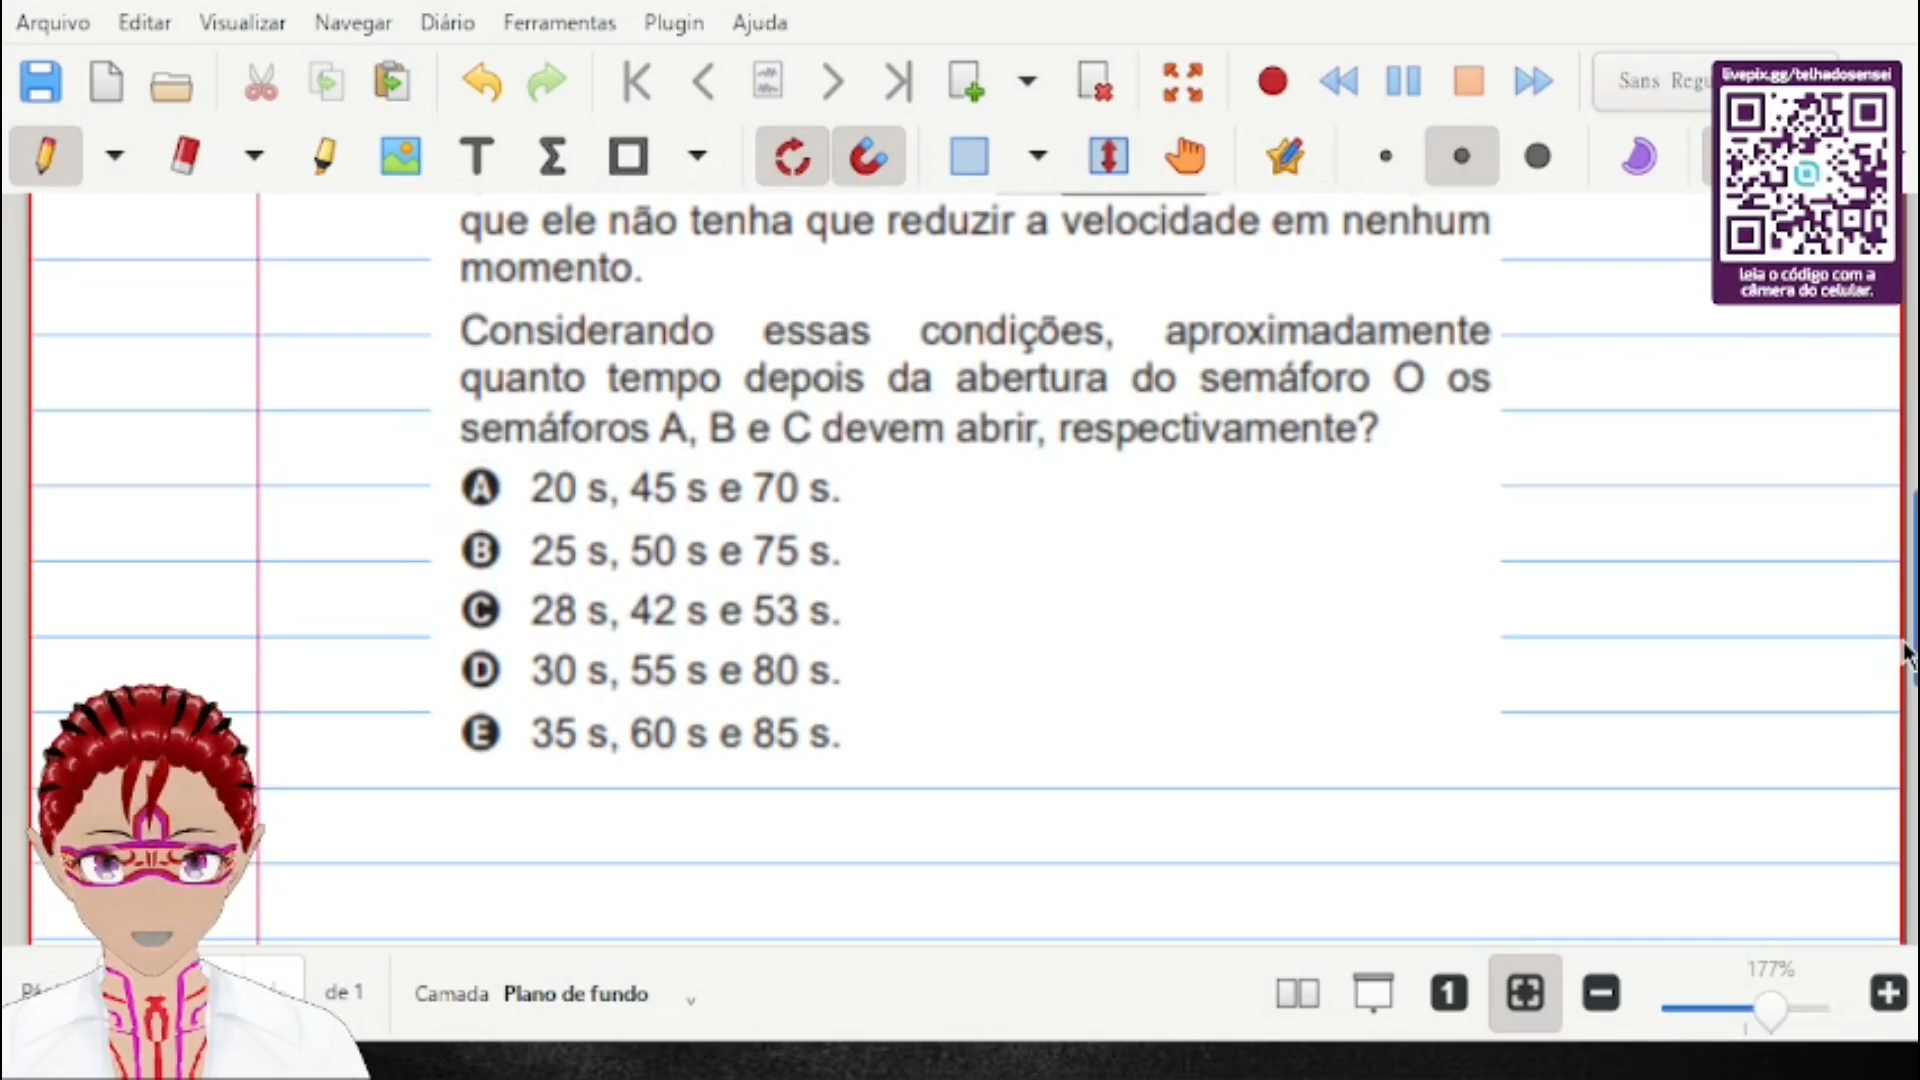 Arquivo Editar Visualizar Navegar Diário Ferramentas Plugin Ajuda
Sans Regu
livepix.gg/telhadosensei
leia o código com a
câmera do celular.
que ele não tenha que reduzir a velocidade em nenhum
momento.
Considerando essas condições, aproximadamente
quanto tempo depois da abertura do semáforo O os
semáforos A, B e C devem abrir, respectivamente?
A 20 s, 45 s e 70 s.
B 25 s, 50 s e 75 s.
C 28 s, 42 s e 53 s.
D 30 s, 55 s e 80 s.
E 35 s, 60 s e 85 s.
de 1 Camada Plano de fundo
1
177%